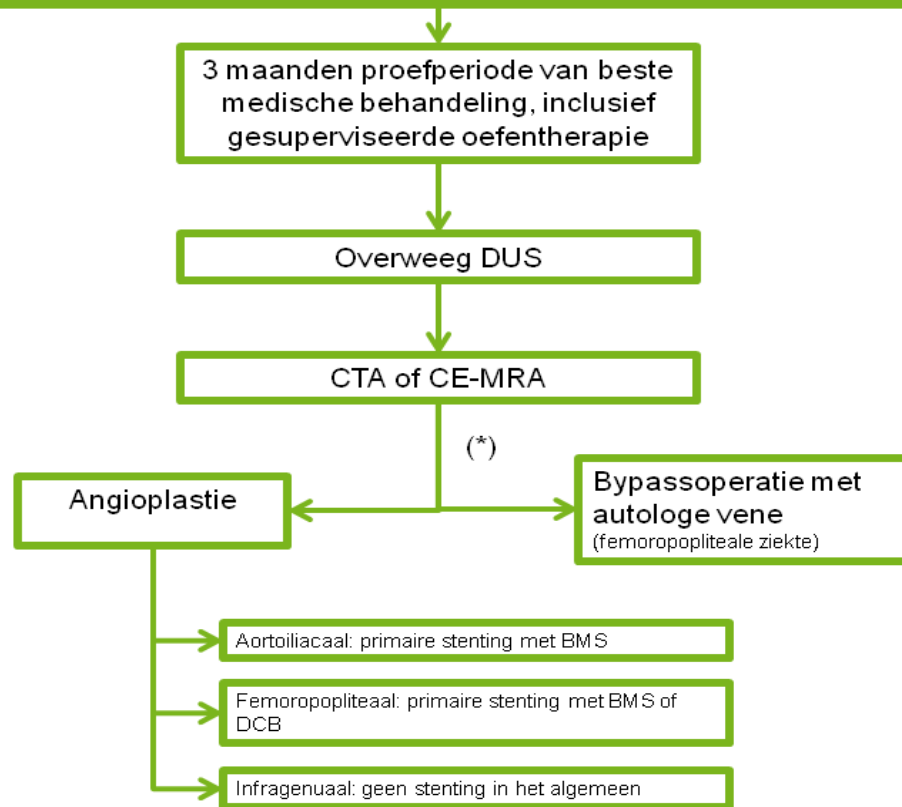 3 maanden proefperiode van beste
medische behandeling, inclusief
gesuperviseerde oefentherapie
Overweeg DUS
CTA of CE-MRA
(*)
Angioplastie
Bypassoperatie met
autologe vene
(femoropopliteale ziekte)
Aortoiliacaal: primaire stenting met BMS
Femoropopliteaal: primaire stenting met BMS of
DCB
Infragenuaal: geen stenting in het algemeen